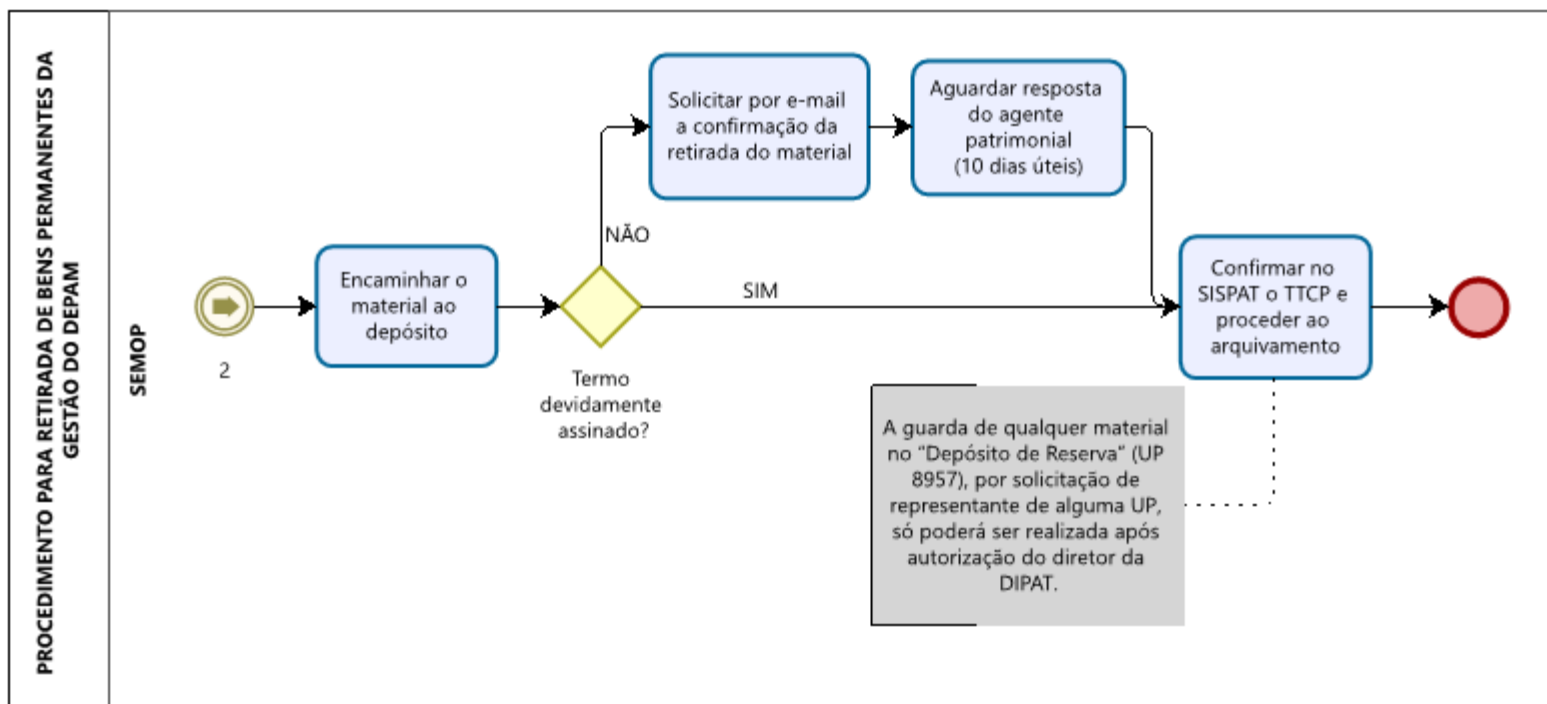 PROCEDIMENTO PARA RETIRADA DE BENS PERMANENTES DA
GESTÃO DO DEPAM
SEMOP
2
Encaminhar o
material ao
depósito
Termo
devidamente
assinado?
NÃO
SIM
Solicitar por e-mail
a confirmação da
retirada do material
Aguardar resposta
do agente
patrimonial
(10 dias úteis)
Confirmar no
SISPAT o TTCP e
proceder ao
arquivamento
A guarda de qualquer material
no “Depósito de Reserva” (UP
8957), por solicitação de
representante de alguma UP,
só poderá ser realizada após
autorização do diretor da
DIPAT.